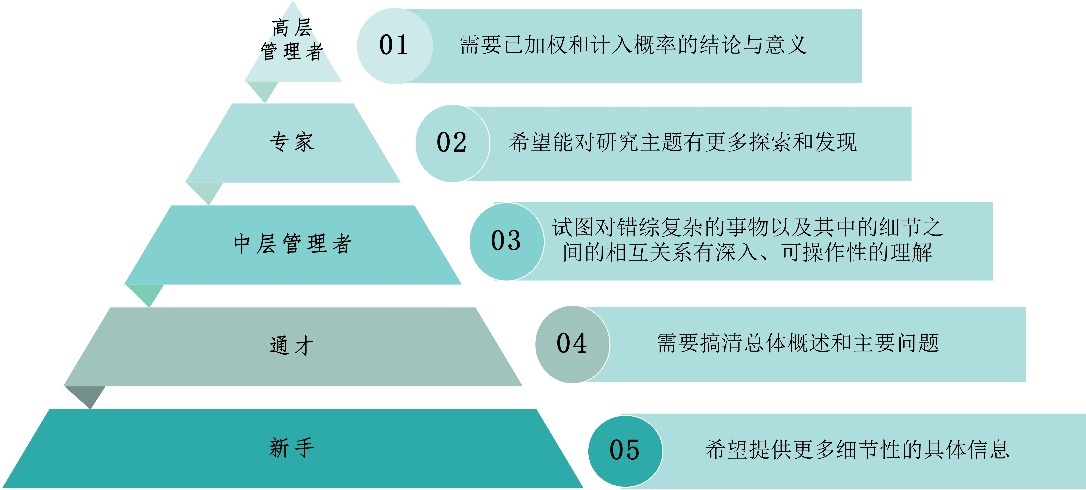 高层
管理者
01
需要已加权和计入概率的结论与意义
专家
02
希望能对研究主题有更多探索和发现
中层管理者
03
试图对错综复杂的事物以及其中的细节之
间的相互关系有深入、可操作性的理解
通才
04
需要搞清总体概述和主要问题
新手
05
希望提供更多细节性的具体信息